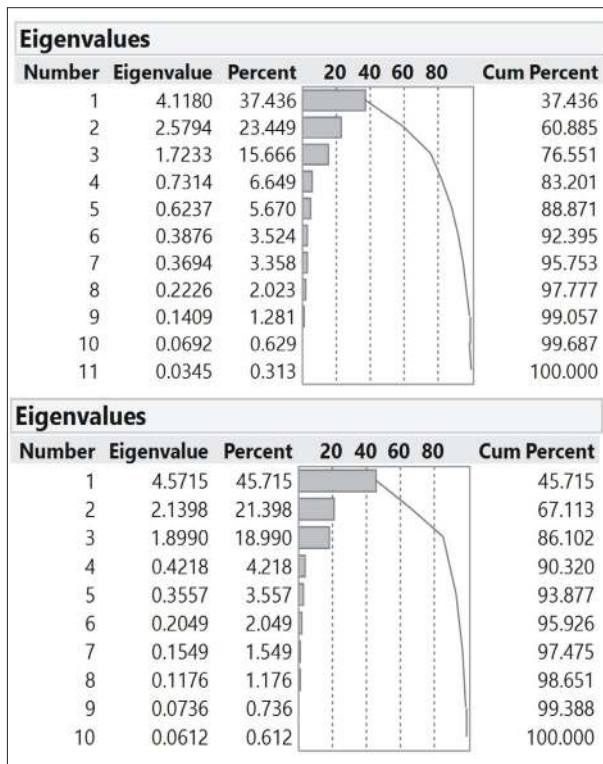 Eigenvalues
Number Eigenvalue Percent 20 40 60 80 Cum Percent
1 4.1180 37.436 37.436
2 2.5794 23.449 60.885
3 1.7233 15.666 76.551
4 0.7314 6.649 83.201
5 0.6237 5.670 88.871
6 0.3876 3.524 92.395
7 0.3694 3.358 95.753
8 0.2226 2.023 97.777
9 0.1409 1.281 99.057
10 0.0692 0.629 99.687
11 0.0345 0.313 100.000
Eigenvalues
Number Eigenvalue Percent 20 40 60 80 Cum Percent
1 4.5715 45.715 45.715
2 2.1398 21.398 67.113
3 1.8990 18.990 86.102
4 0.4218 4.218 90.320
5 0.3557 3.557 93.877
6 0.2049 2.049 95.926
7 0.1549 1.549 97.475
8 0.1176 1.176 98.651
9 0.0736 0.736 99.388
10 0.0612 0.612 100.000